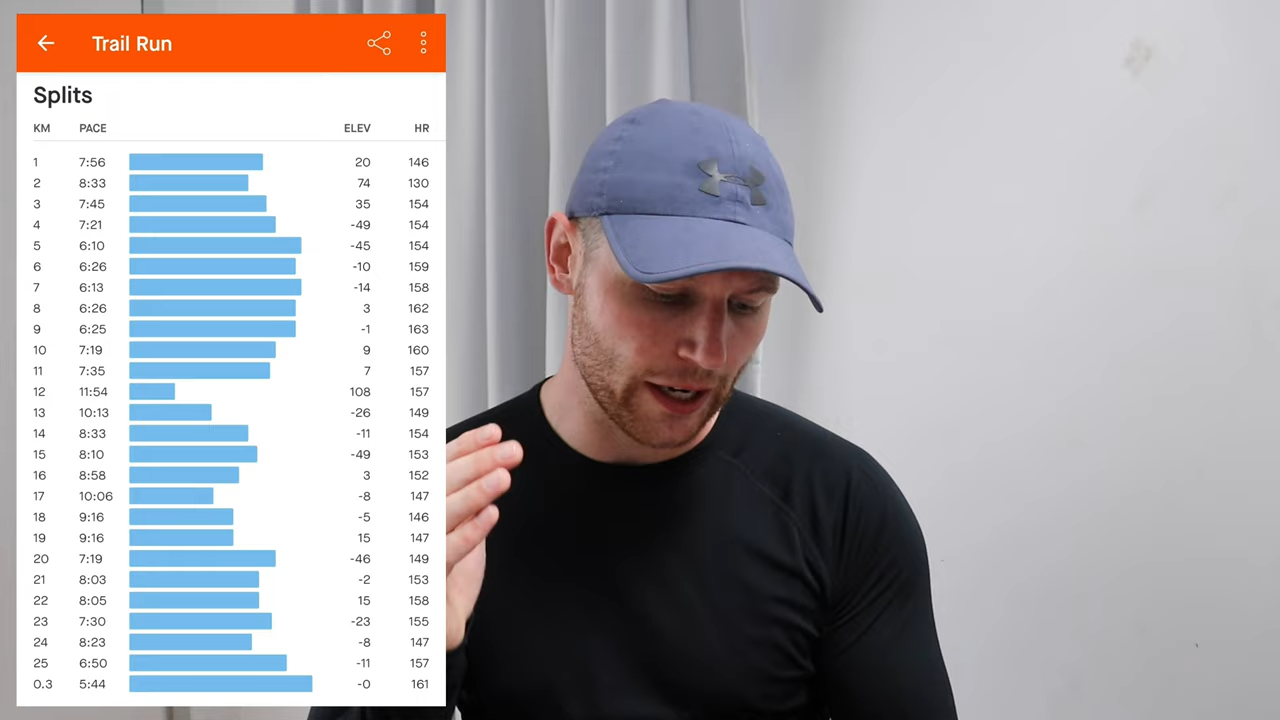 Trail Run
Splits
KM PACE ELEV HR
1 7:56 20 146
2 8:33 74 130
3 7:45 35 154
4 7:21 -49 154
5 6:10 -45 154
6 6:26 -10 159
7 6:13 -14 158
8 6:26 3 162
9 6:25 -1 163
10 7:19 9 160
11 7:35 7 157
12 11:54 108 157
13 10:13 -26 149
14 8:33 -11 154
15 8:10 -49 153
16 8:58 3 152
17 10:06 -8 147
18 9:16 -5 146
19 9:16 15 147
20 7:19 -46 149
21 8:03 -2 153
22 8:05 15 158
23 7:30 -23 155
24 8:23 -8 147
25 6:50 -11 157
0.3 5:44 -0 161